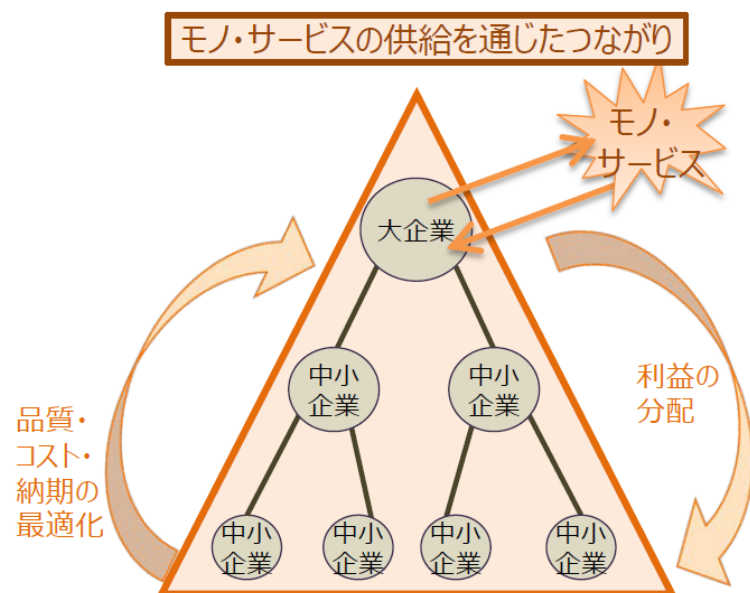 モノ・サービスの供給を通じたつながり
モノ・
サービス
大企業
中小
企業
中小
企業
利益の
分配
品質・
コスト・
納期の
最適化
中小
企業
中小
企業
中小
企業
中小
企業